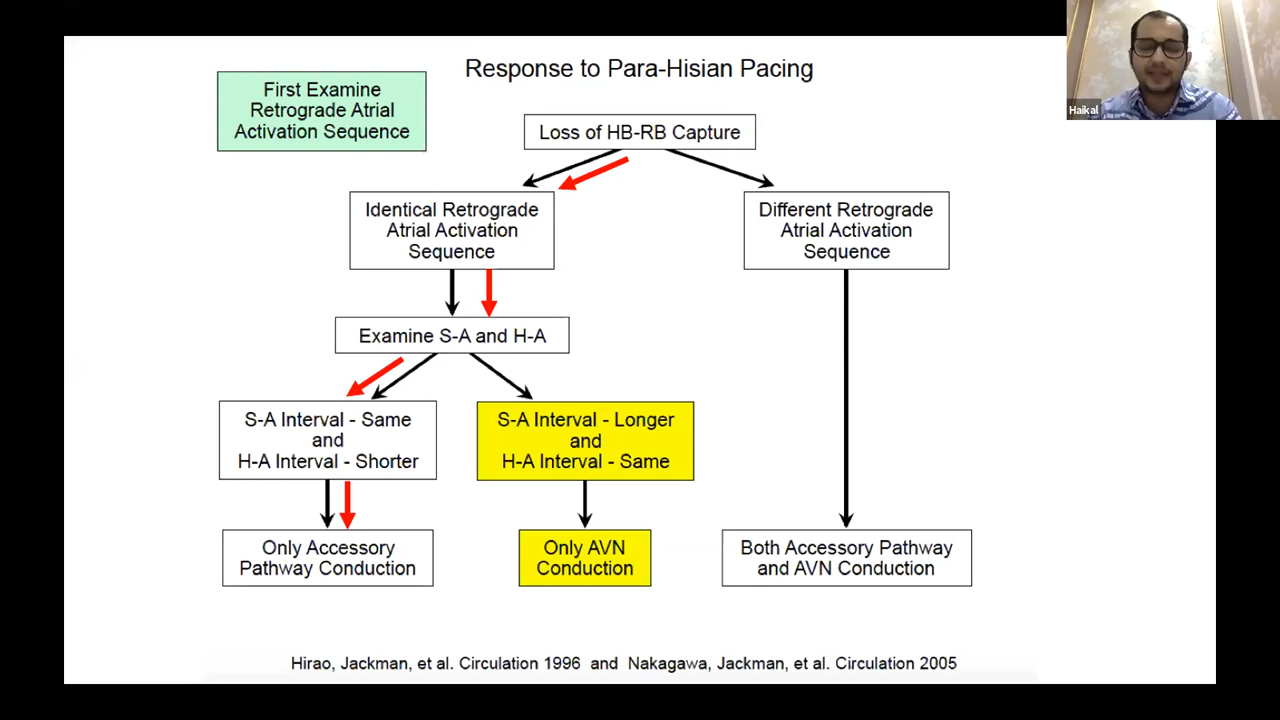 Response to Para-Hisian Pacing
First Examine
Retrograde Atrial
Activation Sequence
Loss of HB-RB Capture
Identical Retrograde
Atrial Activation
Sequence
Different Retrograde
Atrial Activation
Sequence
Examine S-A and H-A
S-A Interval - Same
and
H-A Interval - Shorter
S-A Interval - Longer
and
H-A Interval - Same
Only Accessory
Pathway Conduction
Only AVN
Conduction
Both Accessory Pathway
and AVN Conduction
Hirao, Jackman, et al. Circulation 1996 and Nakagawa, Jackman, et al. Circulation 2005
Haikal